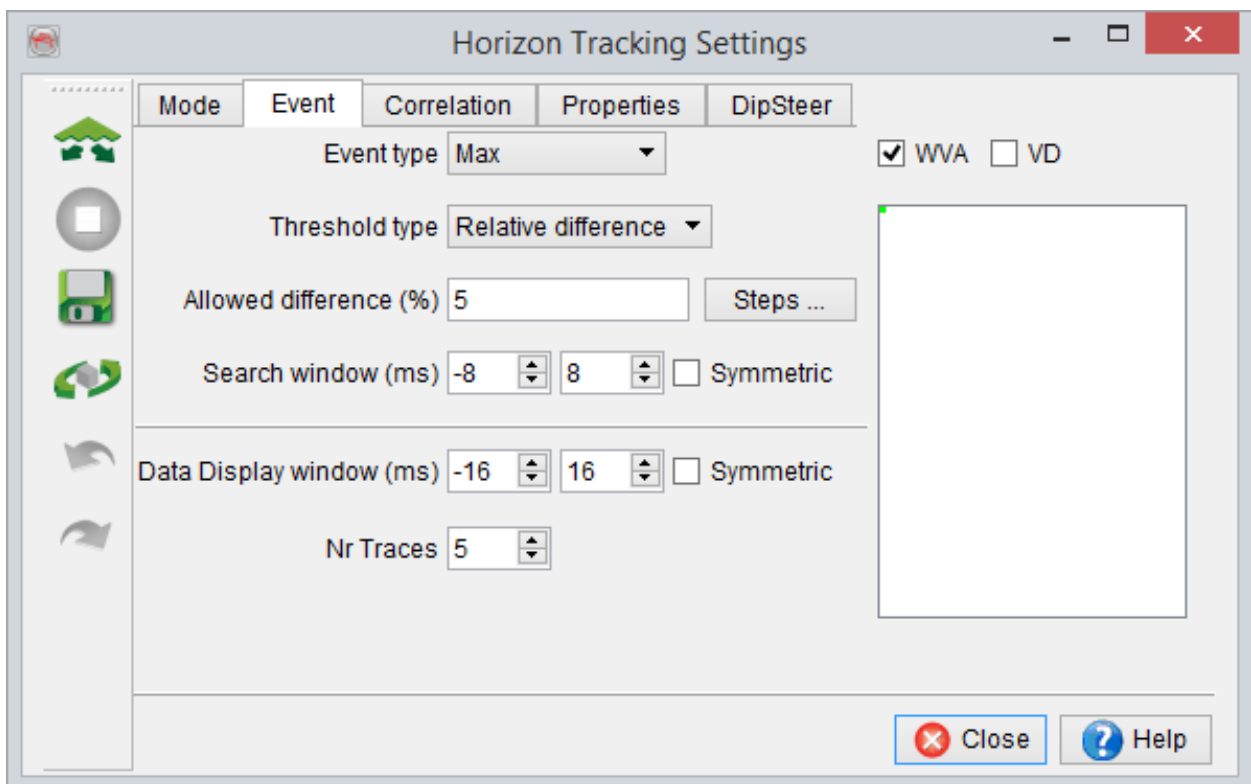 Horizon Tracking Settings
Mode Event Correlation Properties DipSteer
Event type Max WVA VD
Threshold type Relative difference
Allowed difference (%) 5 Steps ...
Search window (ms) -8 8 Symmetric
Data Display window (ms) -16 16 Symmetric
Nr Traces 5
Close Help